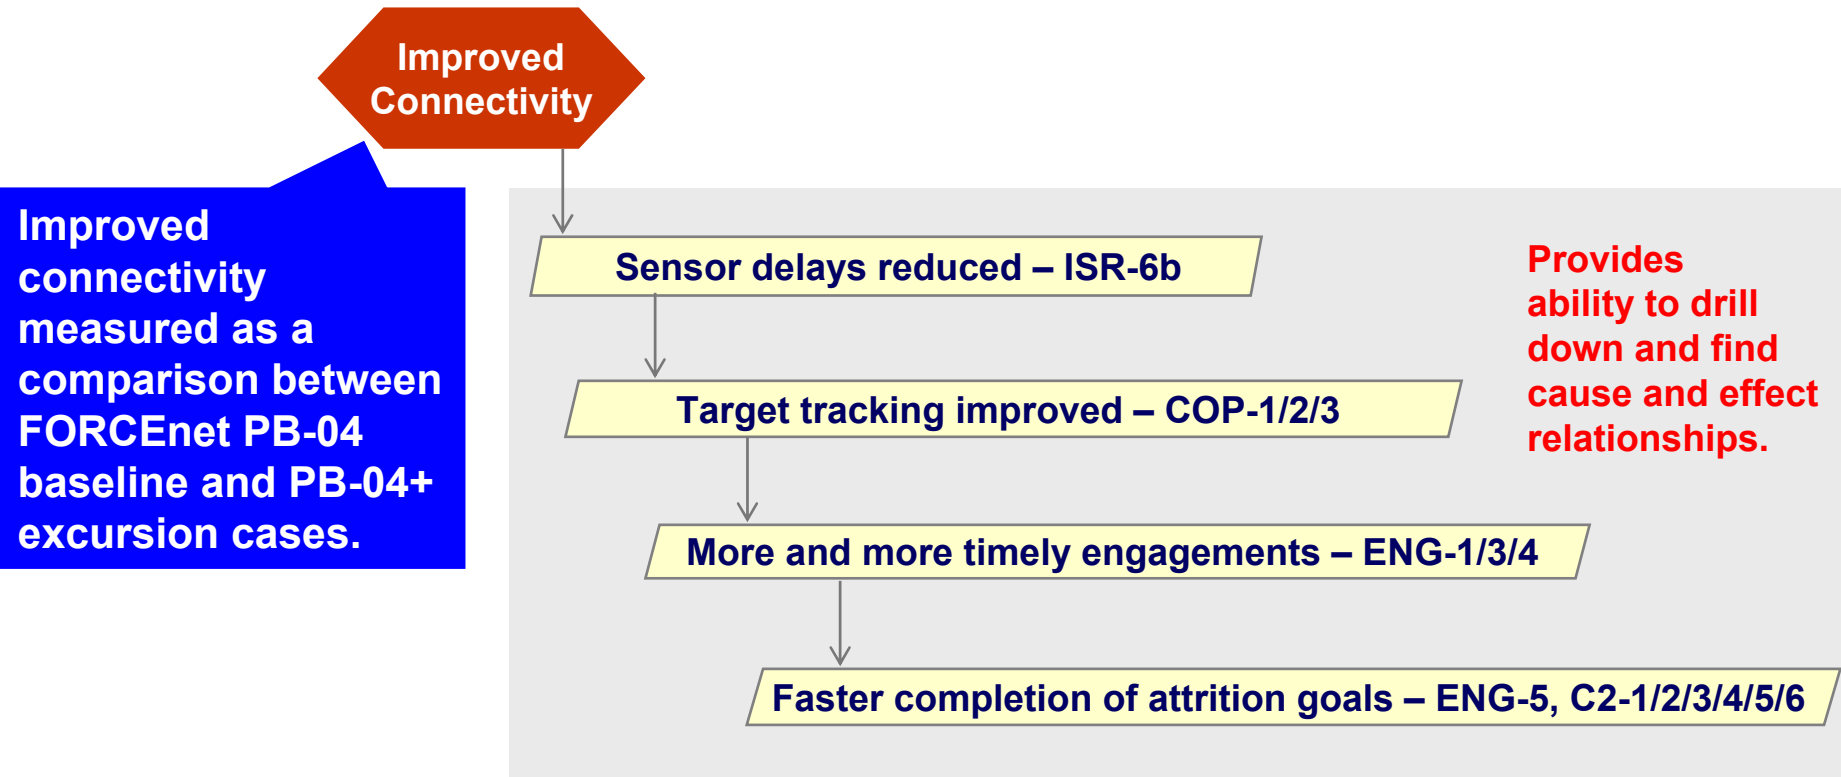 Improved
Connectivity
Improved
connectivity
measured as a
comparison between
FORCEnet PB-04
baseline and PB-04+
excursion cases.
Sensor delays reduced – ISR-6b
Target tracking improved – COP-1/2/3
More and more timely engagements – ENG-1/3/4
Faster completion of attrition goals – ENG-5, C2-1/2/3/4/5/6
Provides
ability to drill
down and find
cause and effect
relationships.